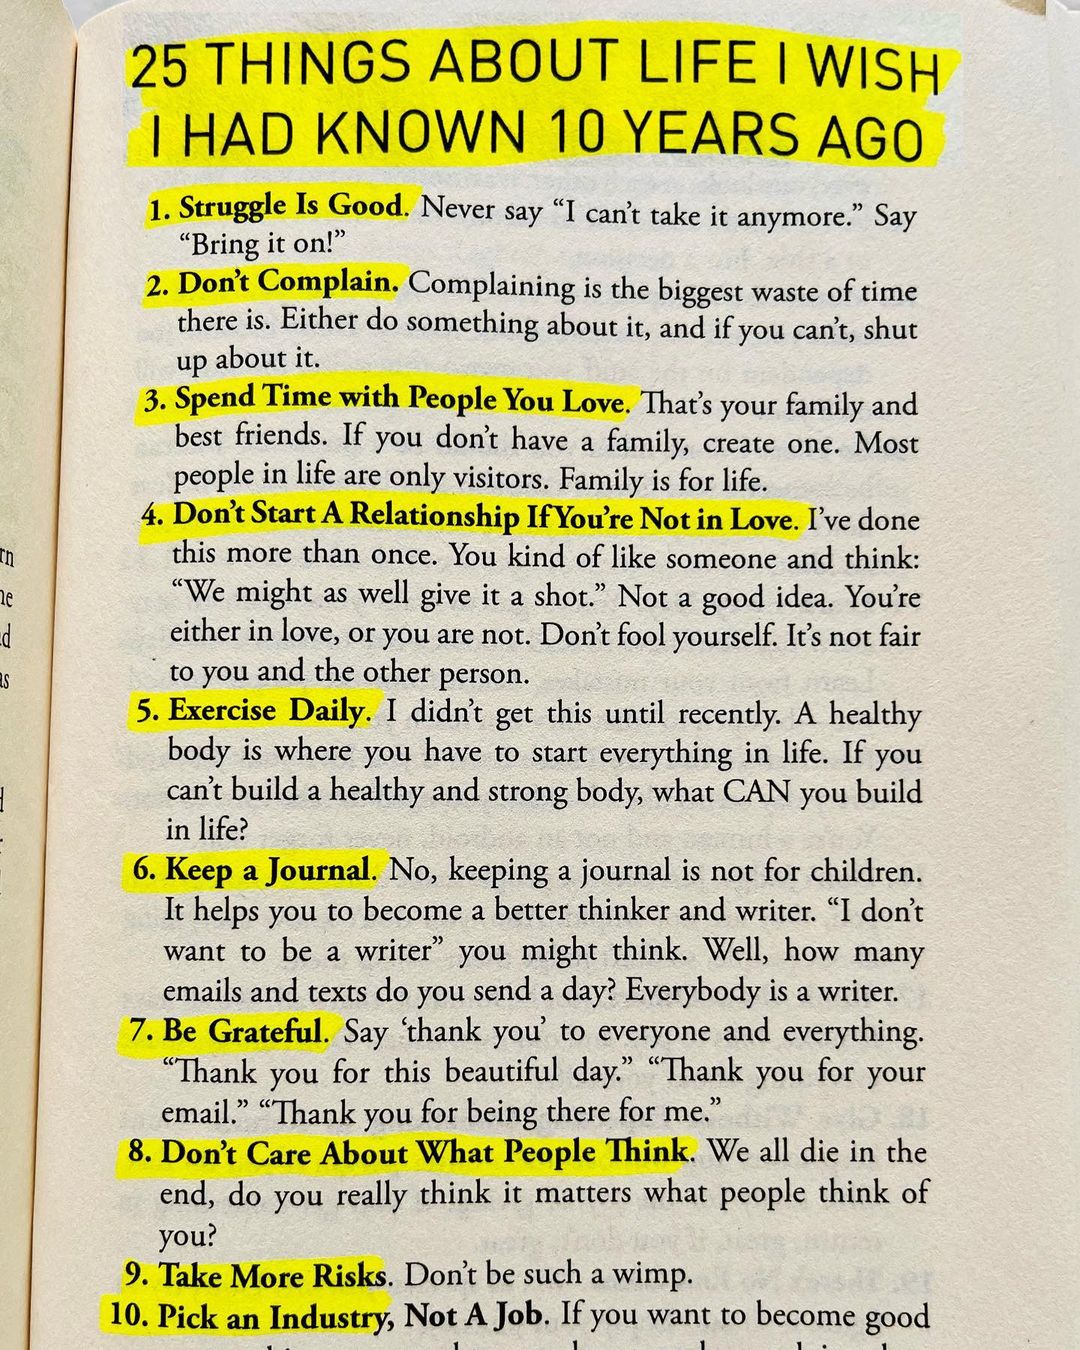 25 THINGS ABOUT LIFE I WISH
I HAD KNOWN 10 YEARS AGO
1. Struggle Is Good. Never say “I can’t take it anymore.” Say
“Bring it on!”
2. Don’t Complain. Complaining is the biggest waste of time
there is. Either do something about it, and if you can’t, shut
up about it.
3. Spend Time with People You Love. That’s your family and
best friends. If you don’t have a family, create one. Most
people in life are only visitors. Family is for life.
4. Don’t Start A Relationship If You’re Not in Love. I’ve done
this more than once. You kind of like someone and think:
“We might as well give it a shot.” Not a good idea. You’re
either in love, or you are not. Don’t fool yourself. It’s not fair
to you and the other person.
5. Exercise Daily. I didn’t get this until recently. A healthy
body is where you have to start everything in life. If you
can’t build a healthy and strong body, what CAN you build
in life?
6. Keep a Journal. No, keeping a journal is not for children.
It helps you to become a better thinker and writer. “I don’t
want to be a writer” you might think. Well, how many
emails and texts do you send a day? Everybody is a writer.
7. Be Grateful. Say ‘thank you’ to everyone and everything.
“Thank you for this beautiful day.” “Thank you for your
email.” “Thank you for being there for me.”
8. Don’t Care About What People Think. We all die in the
end, do you really think it matters what people think of
you?
9. Take More Risks. Don’t be such a wimp.
10. Pick an Industry, Not A Job. If you want to become good